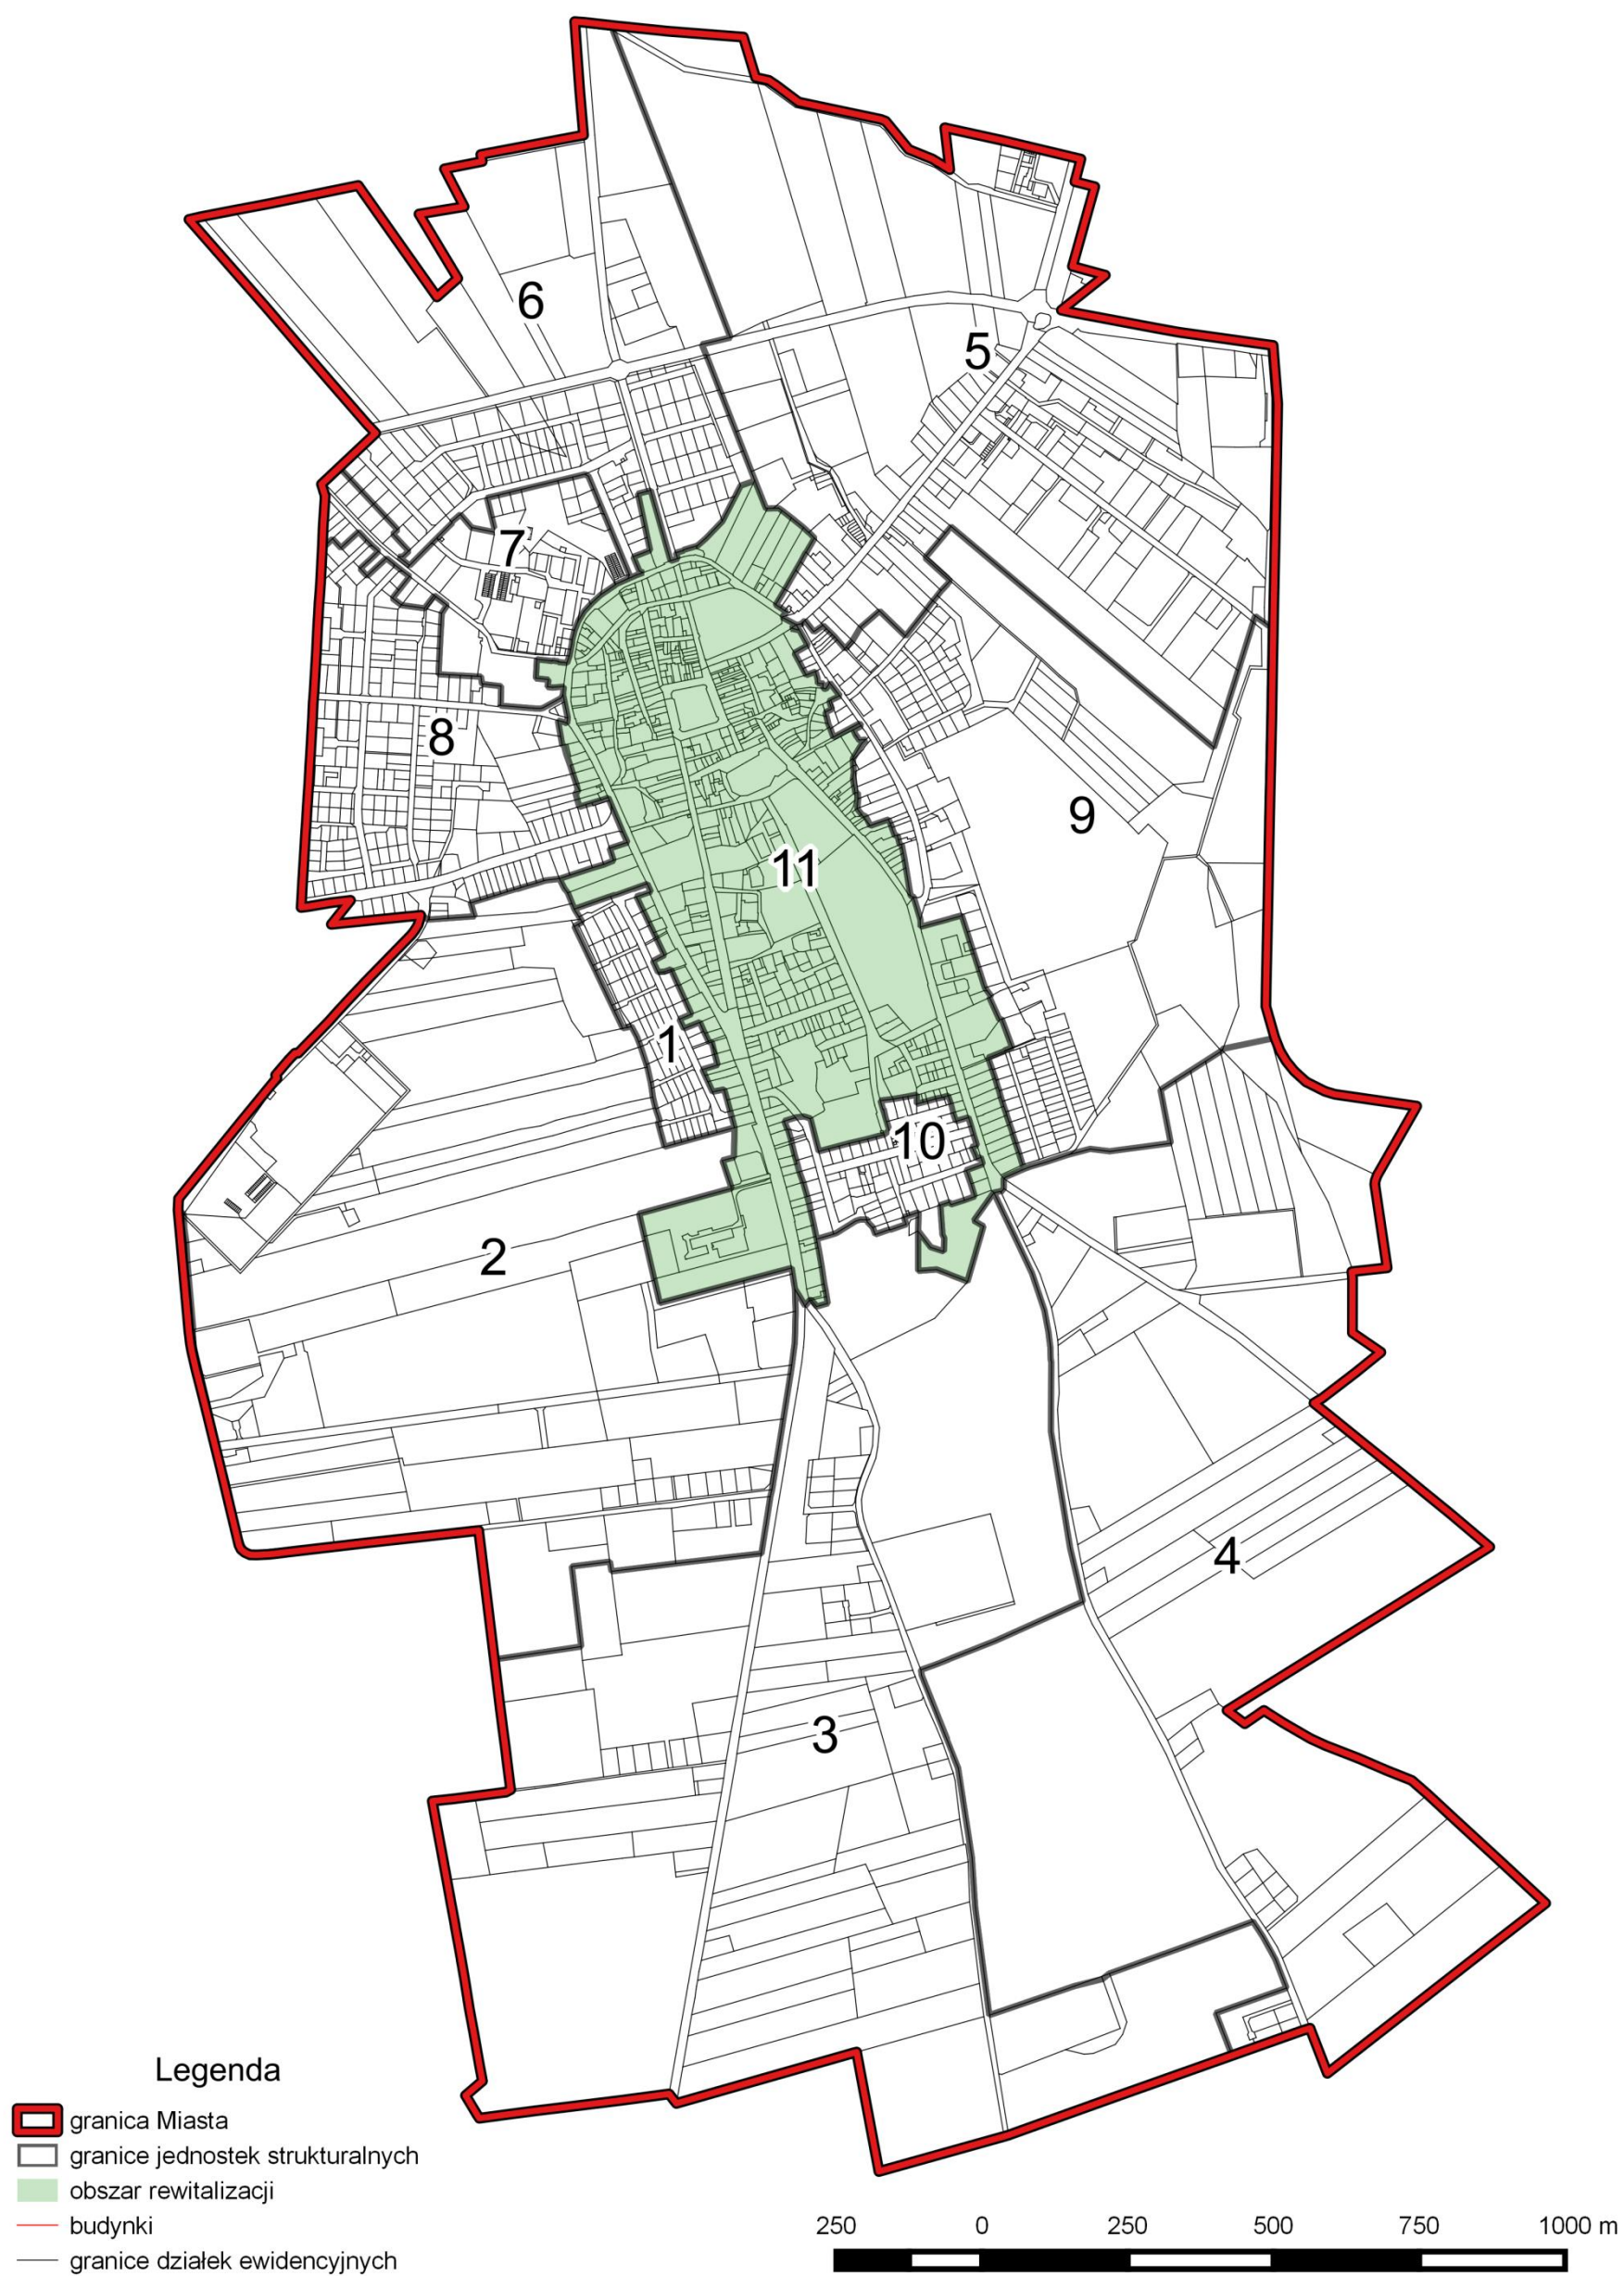 6
5
7
8
9
11
1
10
2
4
3
Legenda
granica Miasta
granice jednostek strukturalnych
obszar rewitalizacji
budynki
granice działek ewidencyjnych
250 0 250 500 750 1000 m